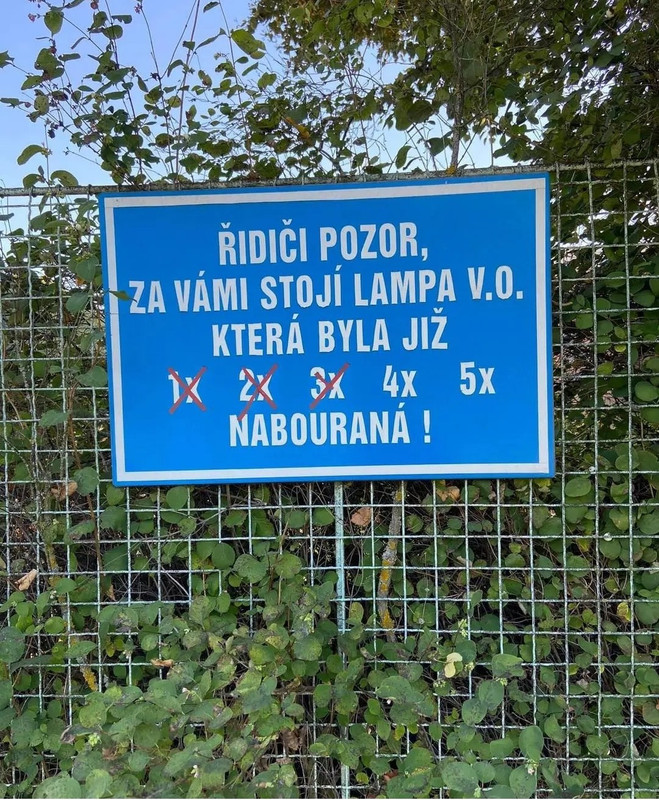 ŘIDIČI POZOR,
ZA VÁMI STOJÍ LAMPA V.O.
KTERÁ BYLA JIŽ
1x 2x 3x 4x 5x
NABOURANÁ !